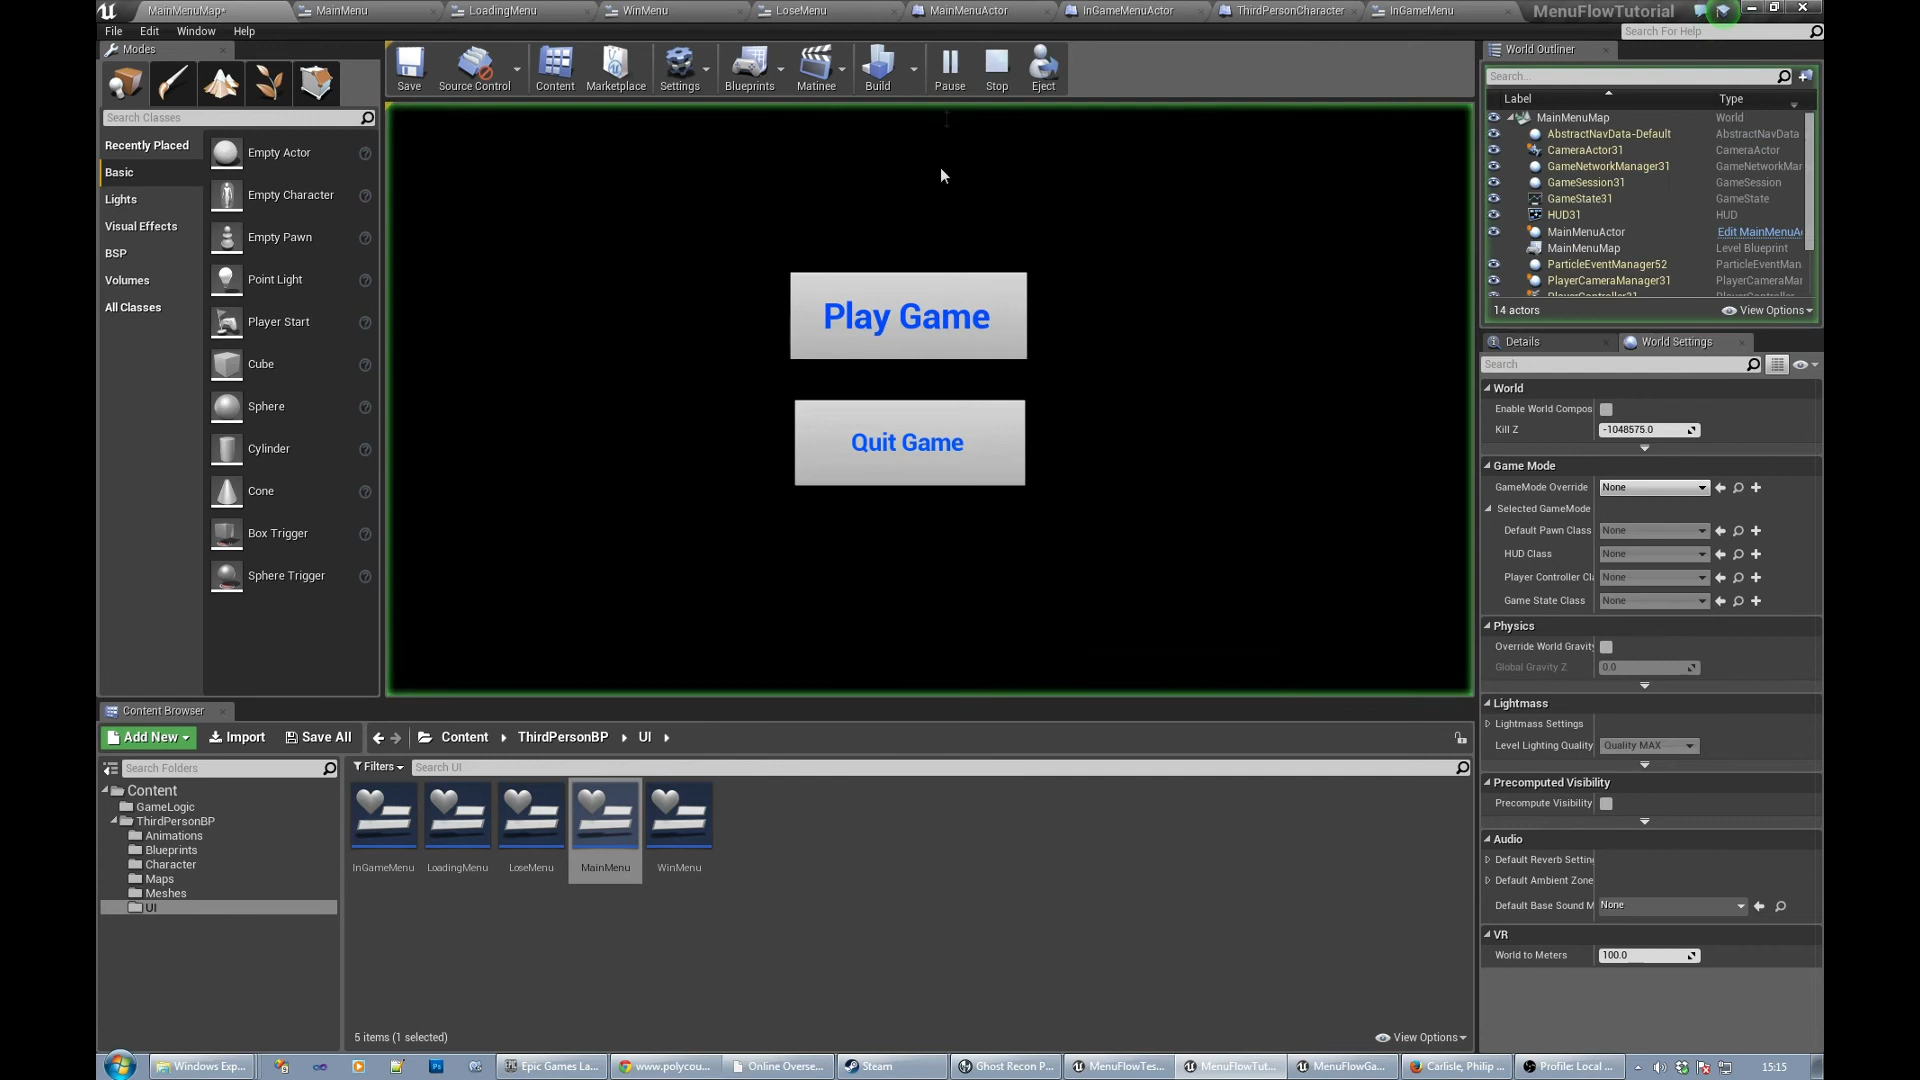 MainMenuMap*
MainMenu
LoadingMenu
WinMenu
LoseMenu
MainMenuActor
InGameMenuActor
ThirdPersonCharacter
InGameMenu
MenuFlowTutorial
File Edit Window Help
Search For Help
Modes
Save
Source Control
Content
Marketplace
Settings
Blueprints
Matinee
Build
Pause
Stop
Eject
Search Classes
Recently Placed
Basic
Lights
Visual Effects
BSP
Volumes
All Classes
Empty Actor
Empty Character
Empty Pawn
Point Light
Player Start
Cube
Sphere
Cylinder
Cone
Box Trigger
Sphere Trigger
Play Game
Quit Game
World Outliner
Search...
Label Type
MainMenuMap World
AbstractNavData-Default AbstractNavData
CameraActor31 CameraActor
GameNetworkManager31 GameNetworkMar
GameSession31 GameSession
GameState31 GameState
HUD31 HUD
MainMenuActor Edit MainMenuAc
MainMenuMap Level Blueprint
ParticleEventManager52 ParticleEventMan
PlayerCameraManager31 PlayerCameraMar
PlayerController31 PlayerController
14 actors
View Options
Details
World Settings
Search
World
Enable World Compos
Kill Z -1048575.0
Game Mode
GameMode Override None
Selected GameMode
Default Pawn Class None
HUD Class None
Player Controller Cl None
Game State Class None
Physics
Override World Gravit
Global Gravity Z 0.0
Lightmass
Lightmass Settings
Level Lighting Quality Quality MAX
Precomputed Visibility
Precompute Visibility
Audio
Default Reverb Settin
Default Ambient Zone
Default Base Sound M None
VR
World to Meters 100.0
Content Browser
Add New Import Save All
Content ThirdPersonBP UI
Search Folders
Filters Search UI
Content
GameLogic
ThirdPersonBP
Animations
Blueprints
Character
Maps
Meshes
UI
InGameMenu
LoadingMenu
LoseMenu
MainMenu
WinMenu
5 items (1 selected)
View Options
Windows Exp...
Epic Games La...
www.polycou...
Online Overse...
Steam
Ghost Recon P...
MenuFlowTes...
MenuFlowTut...
MenuFlowGa...
Carlisle, Philip ...
Profile: Local ...
15:15